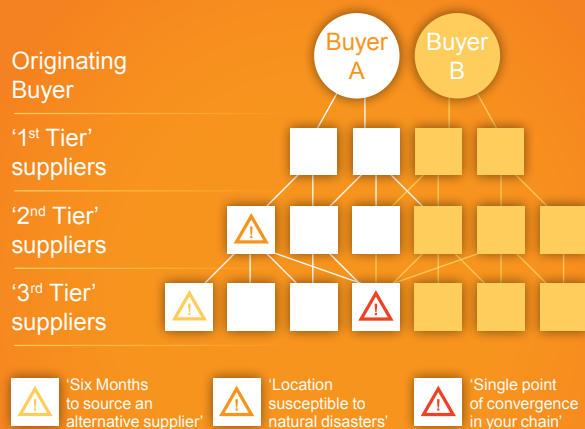 Buyer
A
Buyer
B
Originating
Buyer
‘1st Tier’
suppliers
‘2nd Tier’
suppliers
‘3rd Tier’
suppliers
‘Six Months
to source an
alternative supplier’
‘Location
susceptible to
natural disasters’
‘Single point
of convergence
in your chain’